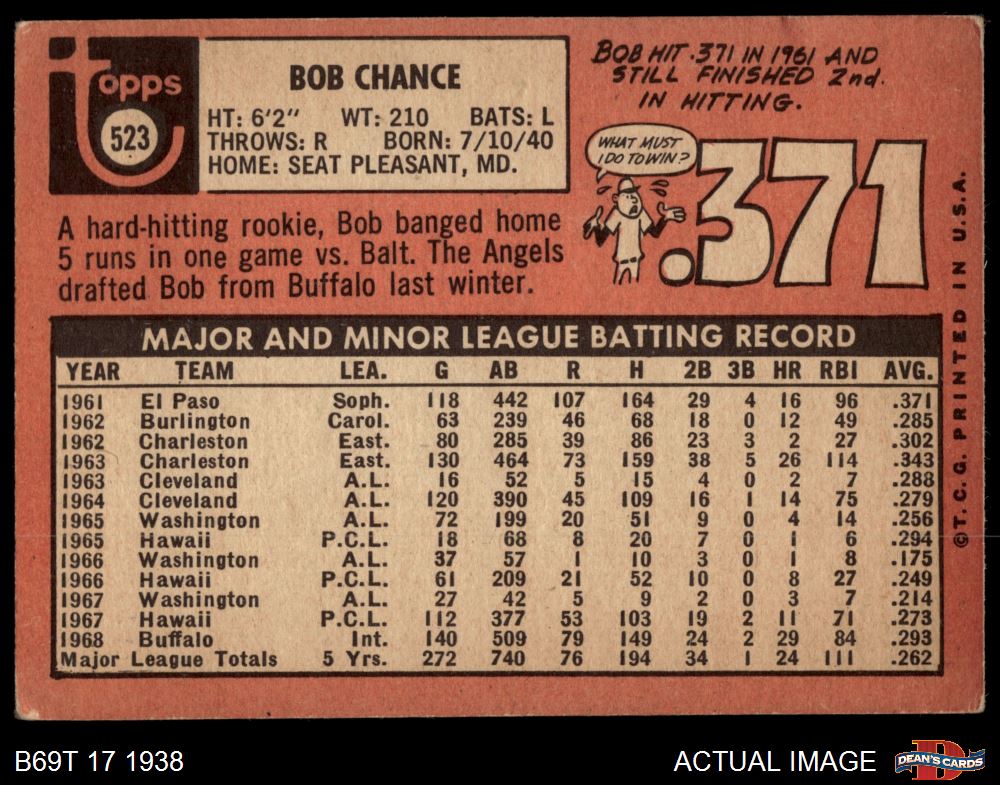 topps
523
BOB CHANCE
HT: 6'2" WT: 210 BATS: L
THROWS: R BORN: 7/10/40
HOME: SEAT PLEASANT, MD.
A hard-hitting rookie, Bob banged home
5 runs in one game vs. Balt. The Angels
drafted Bob from Buffalo last winter.
BOB HIT .371 IN 1961 AND
STILL FINISHED 2nd.
IN HITTING.
WHAT MUST
I DO TO WIN?
.371
MAJOR AND MINOR LEAGUE BATTING RECORD
YEAR TEAM LEA. G AB R H 2B 3B HR RBI AVG.
1961 El Paso Soph. 118 442 107 164 29 4 16 96 .371
1962 Burlington Carol. 63 239 46 68 18 0 12 49 .285
1962 Charleston East. 80 285 39 86 23 3 2 27 .302
1963 Charleston East. 130 464 73 159 38 5 26 114 .343
1963 Cleveland A.L. 16 52 5 15 4 0 2 7 .288
1964 Cleveland A.L. 120 390 45 109 16 1 14 75 .279
1965 Washington A.L. 72 199 20 51 9 0 4 14 .256
1965 Hawaii P.C.L. 18 68 8 20 7 0 1 6 .294
1966 Washington A.L. 37 57 1 10 3 0 1 8 .175
1966 Hawaii P.C.L. 61 209 21 52 10 0 8 27 .249
1967 Washington A.L. 27 42 5 9 2 0 3 7 .214
1967 Hawaii P.C.L. 112 377 53 103 19 2 11 71 .273
1968 Buffalo Int. 140 509 79 149 24 2 29 84 .293
Major League Totals 5 Yrs. 272 740 76 194 34 1 24 111 .262
©T.C.G. PRINTED IN U.S.A.
B69T 17 1938
ACTUAL IMAGE
D
DEAN'S CARDS